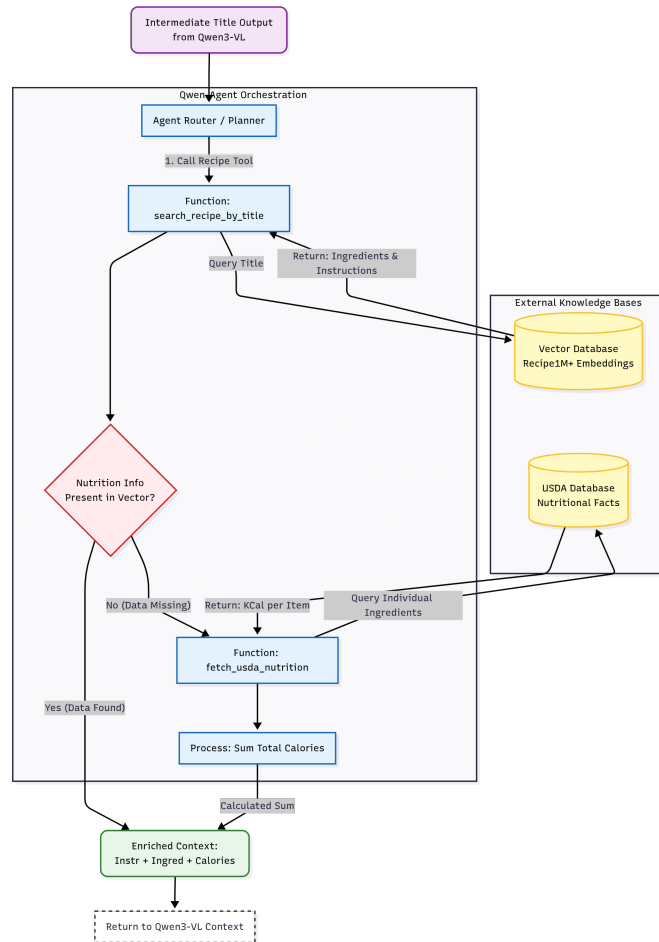 Intermediate Title Output
from Qwen3-VL
Qwen-Agent Orchestration
Agent Router / Planner
1. Call Recipe Tool
Function:
search_recipe_by_title
Query Title
Return: Ingredients &
Instructions
External Knowledge Bases
Vector Database
Recipe1M+ Embeddings
Nutrition Info
Present in Vector?
USDA Database
Nutritional Facts
No (Data Missing)
Return: KCal per Item
Query Individual
Ingredients
Function:
fetch_usda_nutrition
Yes (Data Found)
Process: Sum Total Calories
Calculated Sum
Enriched Context:
Instr + Ingred + Calories
Return to Qwen3-VL Context